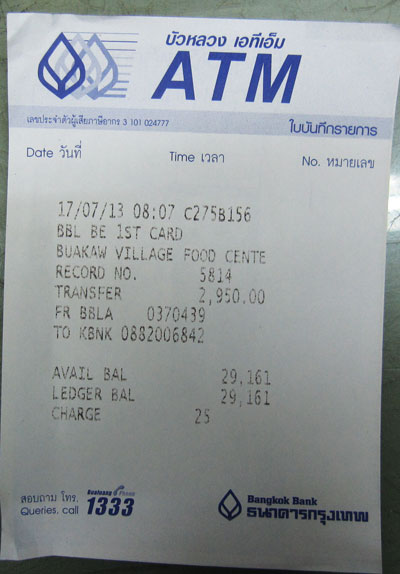 บัวหลวง เอทีเอ็ม
ATM
เลขประจำตัวผู้เสียภาษีอากร 3 101 024777
ใบบันทึกรายการ
Date วันที่ Time เวลา No. หมายเลข
17/07/13 08:07 C275B156
BBL BE 1ST CARD
BUAKAW VILLAGE FOOD CENTE
RECORD NO. 5814
TRANSFER 2,950.00
FR BBLA 0370439
TO KBNK 0882006842
AVAIL BAL 29,161
LEDGER BAL 29,161
CHARGE 25
สอบถาม โทร. Bualuang Phone
Queries, call 1333
Bangkok Bank
ธนาคารกรุงเทพ